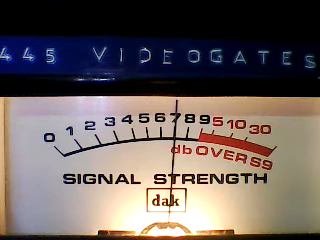 445 VIDEOGATES
0 1 2 3 4 5 6 7 8 9 5 10 30
db OVER S9
SIGNAL STRENGTH
dak